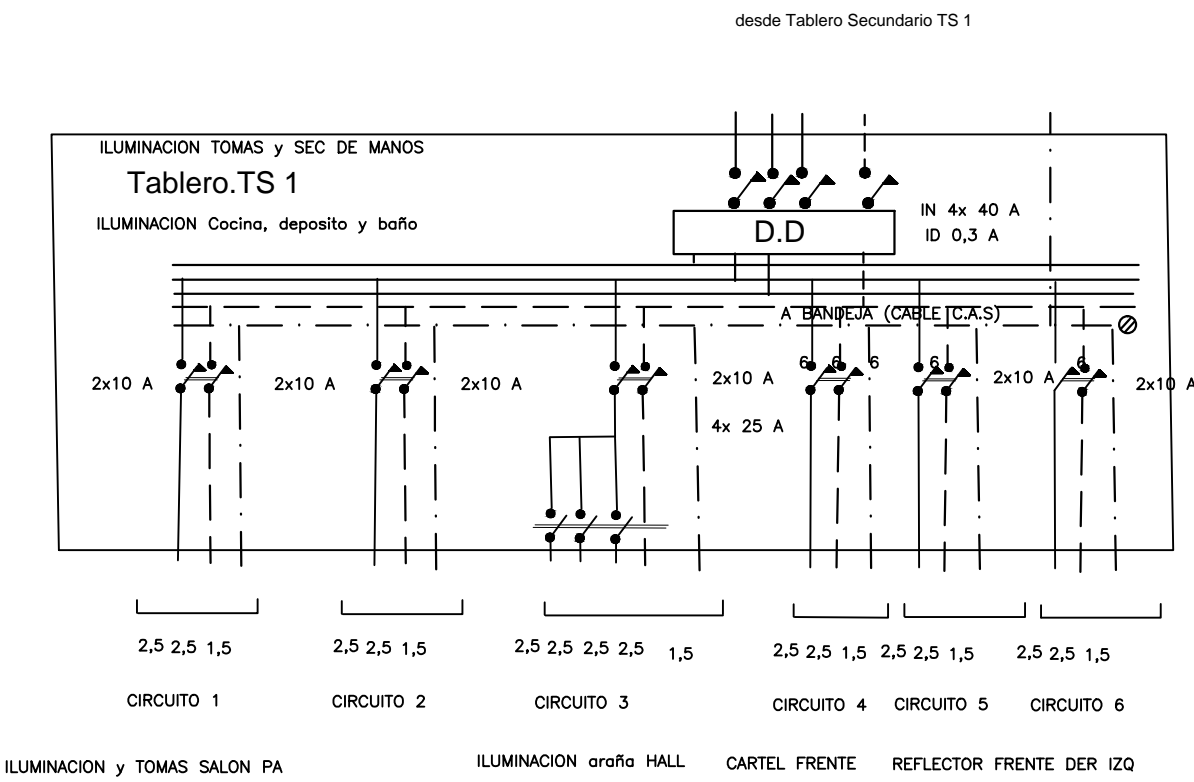 desde Tablero Secundario TS 1
ILUMINACION TOMAS y SEC DE MANOS
Tablero.TS 1
ILUMINACION Cocina, deposito y baño
D.D
IN 4x 40 A
ID 0,3 A
A BANDEJA (CABLE C.A.S)
6 6 6 6 6
2x10 A 2x10 A 2x10 A 2x10 A 2x10 A 2x10 A
4x 25 A
2,5 2,5 1,5 2,5 2,5 1,5 2,5 2,5 2,5 2,5 1,5 2,5 2,5 1,5 2,5 2,5 1,5 2,5 2,5 1,5
CIRCUITO 1 CIRCUITO 2 CIRCUITO 3 CIRCUITO 4 CIRCUITO 5 CIRCUITO 6
ILUMINACION y TOMAS SALON PA ILUMINACION araña HALL CARTEL FRENTE REFLECTOR FRENTE DER IZQ